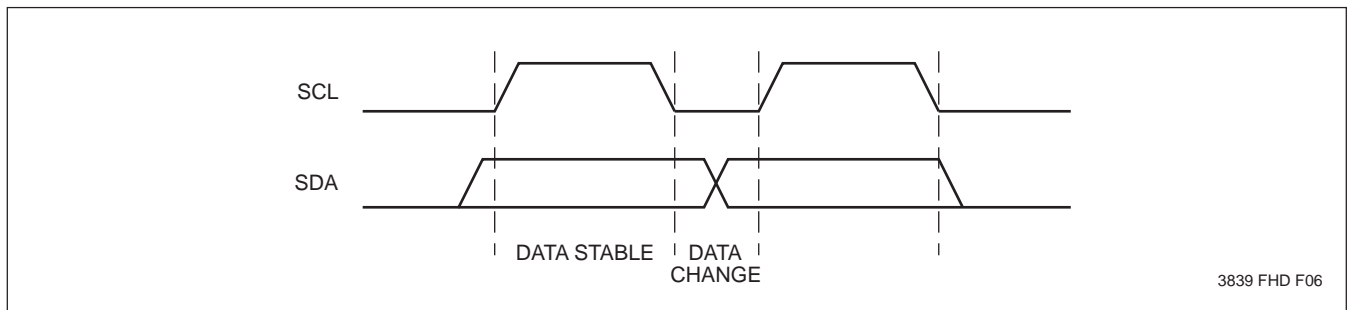 SCL
SDA
DATA STABLE
DATA
CHANGE
3839 FHD F06